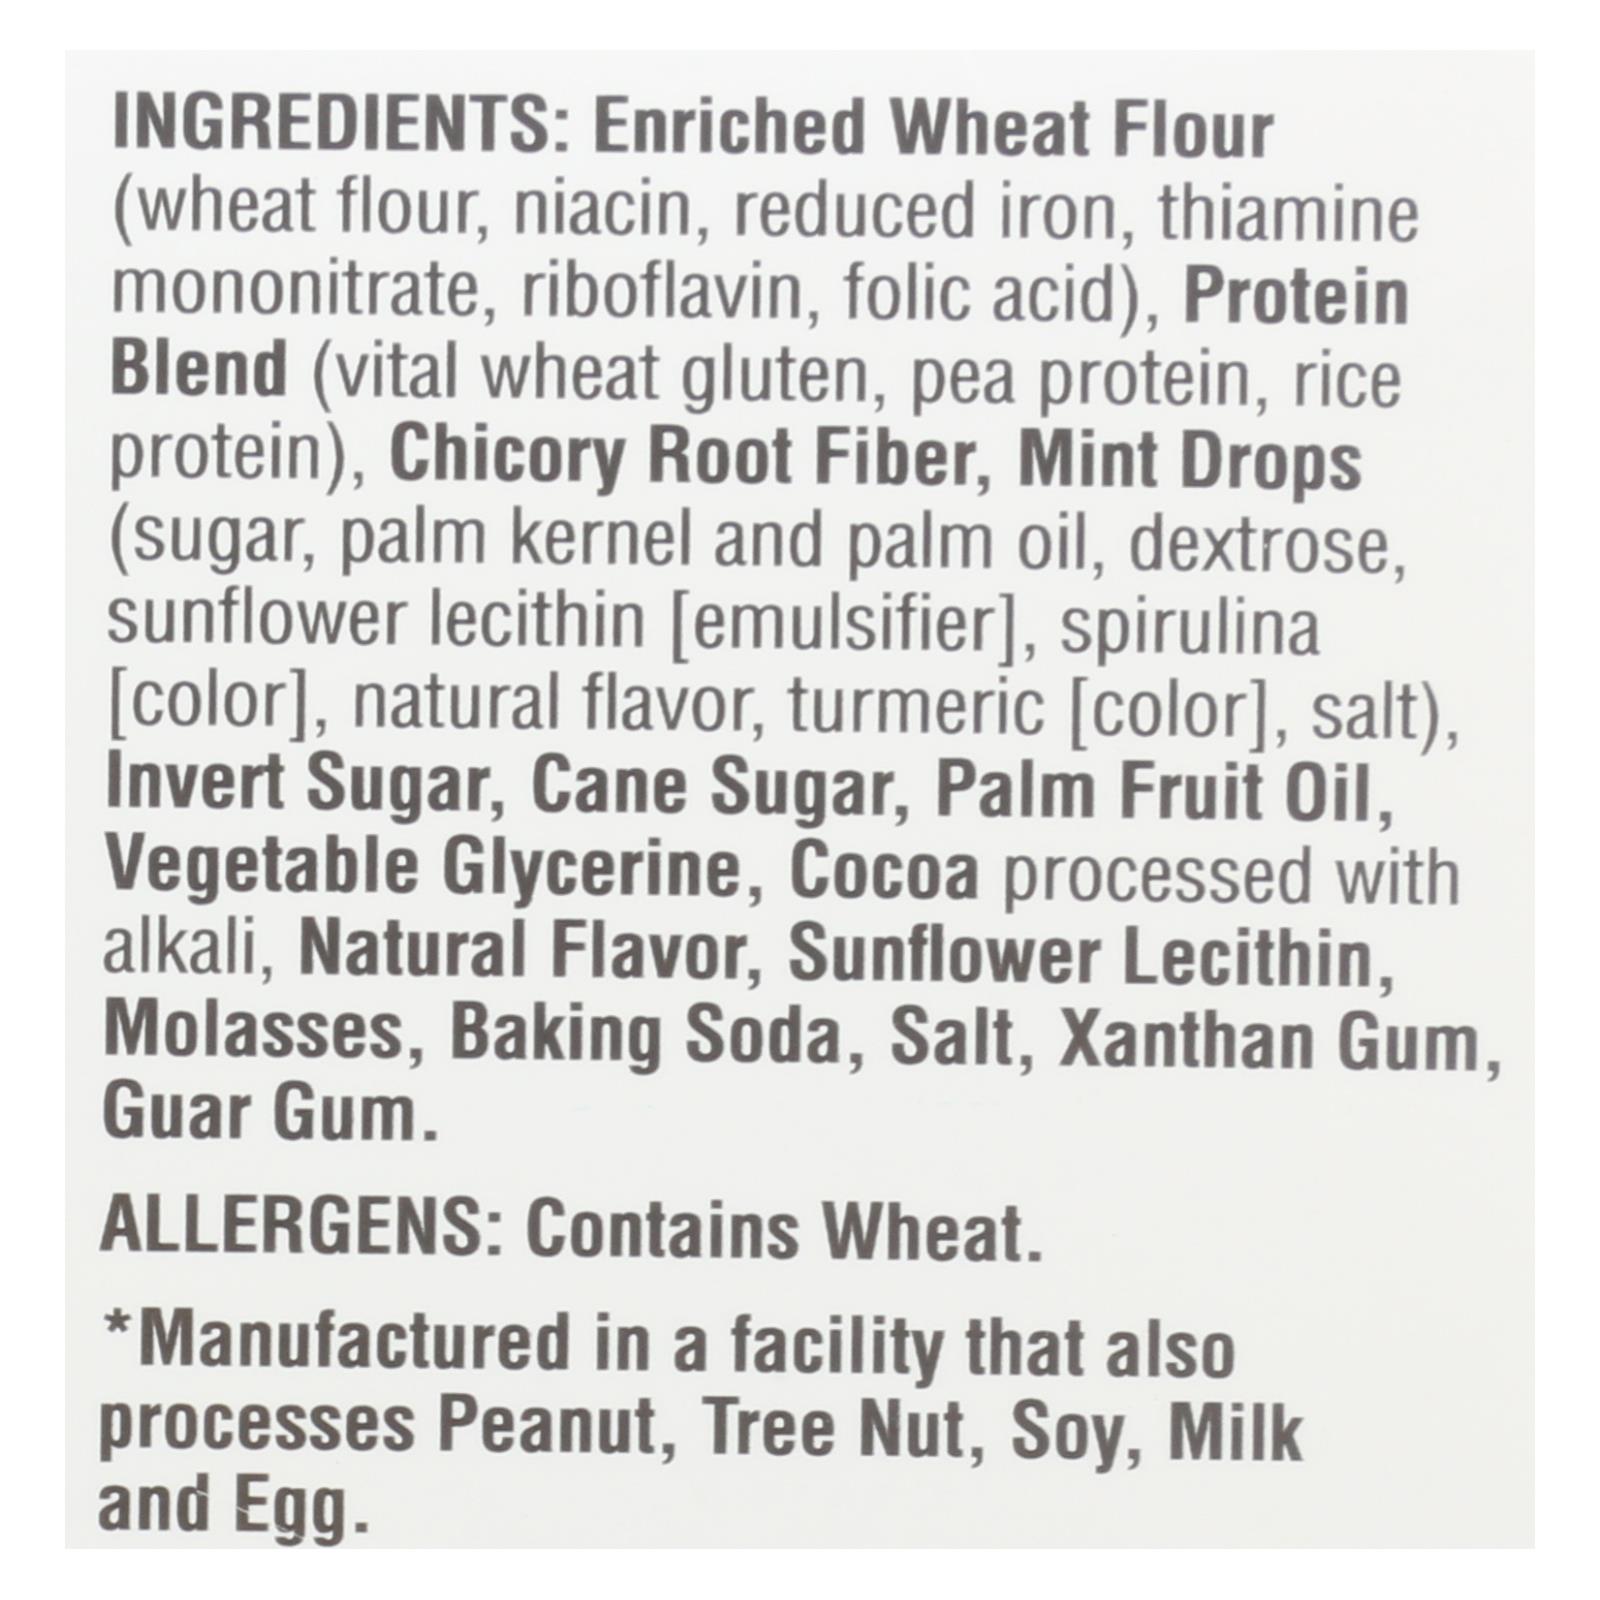 INGREDIENTS: Enriched Wheat Flour
(wheat flour, niacin, reduced iron, thiamine
mononitrate, riboflavin, folic acid), Protein
Blend (vital wheat gluten, pea protein, rice
protein), Chicory Root Fiber, Mint Drops
(sugar, palm kernel and palm oil, dextrose,
sunflower lecithin [emulsifier], spirulina
[color], natural flavor, turmeric [color], salt),
Invert Sugar, Cane Sugar, Palm Fruit Oil,
Vegetable Glycerine, Cocoa processed with
alkali, Natural Flavor, Sunflower Lecithin,
Molasses, Baking Soda, Salt, Xanthan Gum,
Guar Gum.
ALLERGENS: Contains Wheat.
*Manufactured in a facility that also
processes Peanut, Tree Nut, Soy, Milk
and Egg.